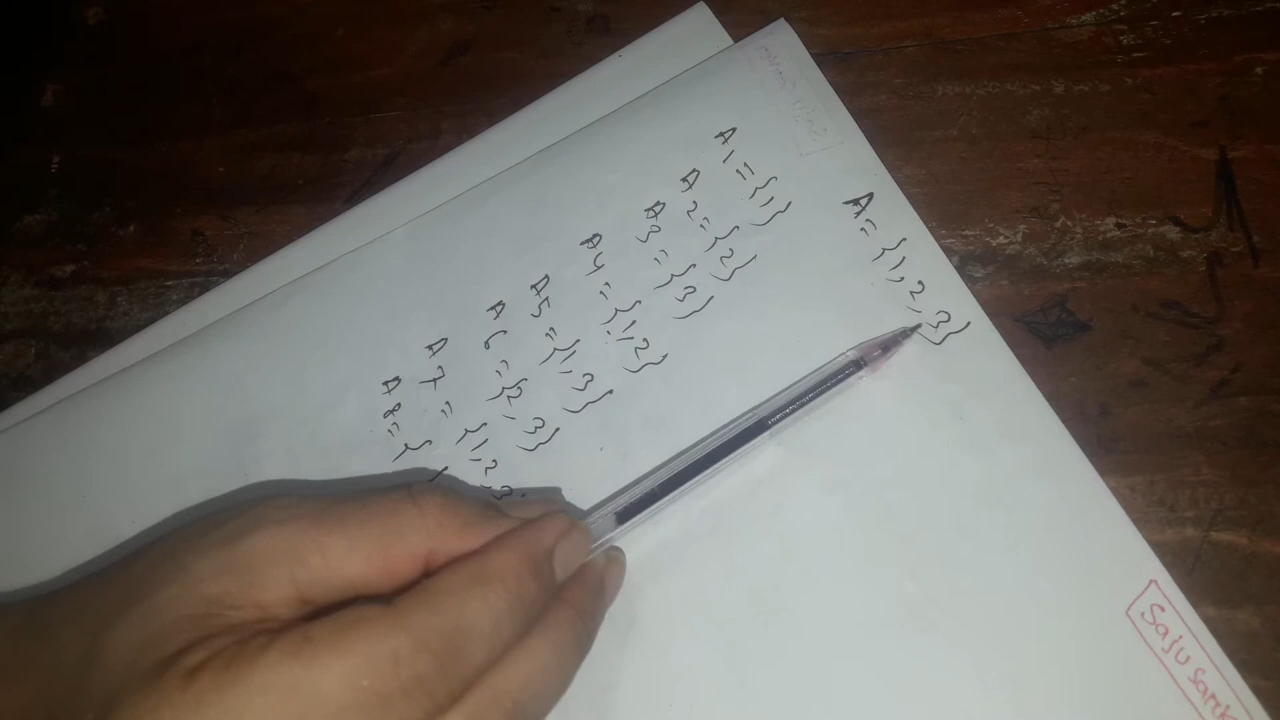 A = {1, 2, 3}
A1 = {1}
A2 = {2}
A3 = {3}
A4 = {1, 2}
A5 = {1, 3}
A6 = {2, 3}
A7 = {1, 2, 3
A8 = {
Saju